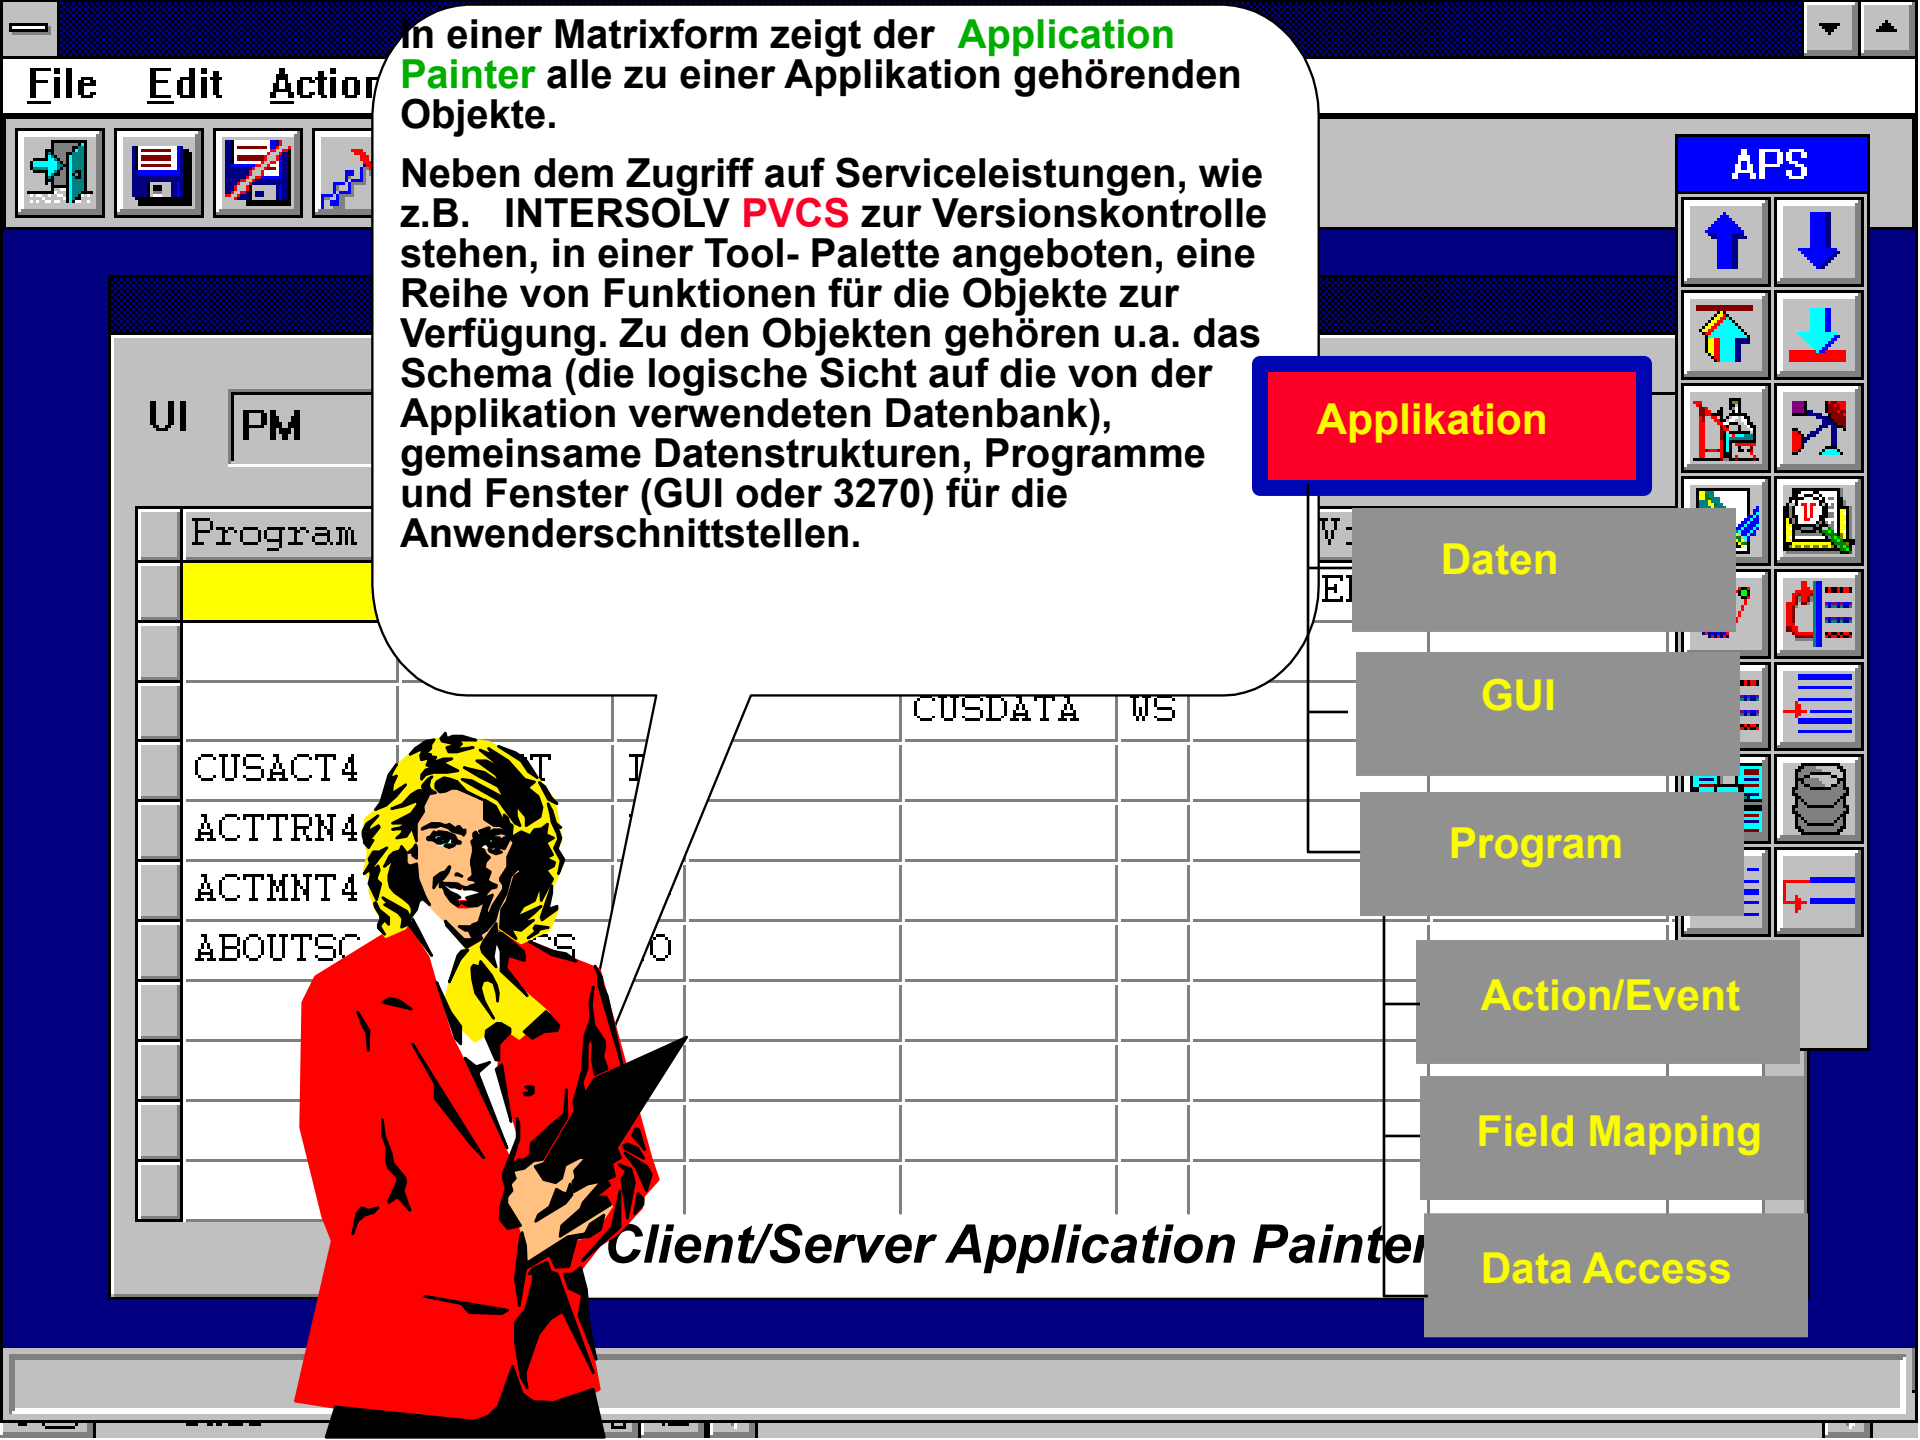 In einer Matrixform zeigt der Application
Painter alle zu einer Applikation gehörenden
Objekte.
Neben dem Zugriff auf Serviceleistungen, wie
z.B. INTERSOLV PVCS zur Versionskontrolle
stehen, in einer Tool- Palette angeboten, eine
Reihe von Funktionen für die Objekte zur
Verfügung. Zu den Objekten gehören u.a. das
Schema (die logische Sicht auf die von der
Applikation verwendeten Datenbank),
gemeinsame Datenstrukturen, Programme
und Fenster (GUI oder 3270) für die
Anwenderschnittstellen.
File Edit Action
APS
UI PM
Applikation
Program
Daten
GUI
CUSDATA WS
CUSACT4
ACTTRN4
Program
ACTMNT4
ABOUTSC
Action/Event
Field Mapping
Client/Server Application Painter
Data Access